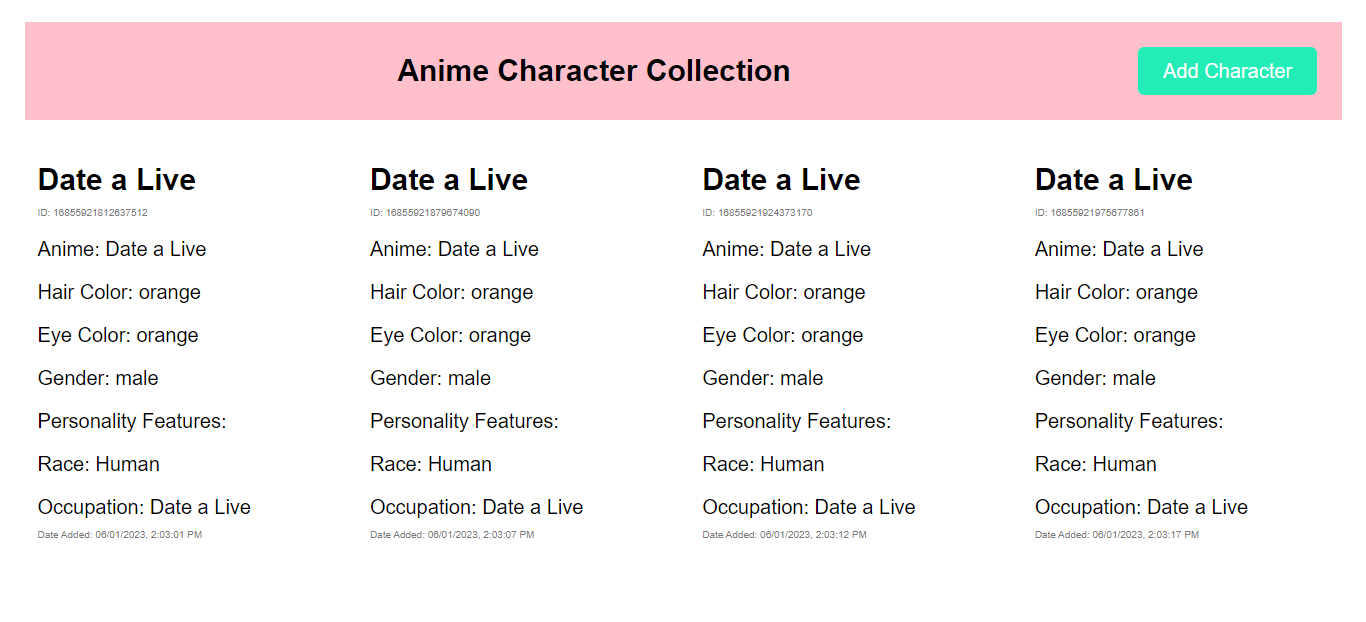 Anime Character Collection
Add Character
Date a Live
ID: 16855921812637512
Anime: Date a Live
Hair Color: orange
Eye Color: orange
Gender: male
Personality Features:
Race: Human
Occupation: Date a Live
Date Added: 06/01/2023, 2:03:01 PM
Date a Live
ID: 16855921879674090
Anime: Date a Live
Hair Color: orange
Eye Color: orange
Gender: male
Personality Features:
Race: Human
Occupation: Date a Live
Date Added: 06/01/2023, 2:03:07 PM
Date a Live
ID: 16855921924373170
Anime: Date a Live
Hair Color: orange
Eye Color: orange
Gender: male
Personality Features:
Race: Human
Occupation: Date a Live
Date Added: 06/01/2023, 2:03:12 PM
Date a Live
ID: 16855921975677861
Anime: Date a Live
Hair Color: orange
Eye Color: orange
Gender: male
Personality Features:
Race: Human
Occupation: Date a Live
Date Added: 06/01/2023, 2:03:17 PM